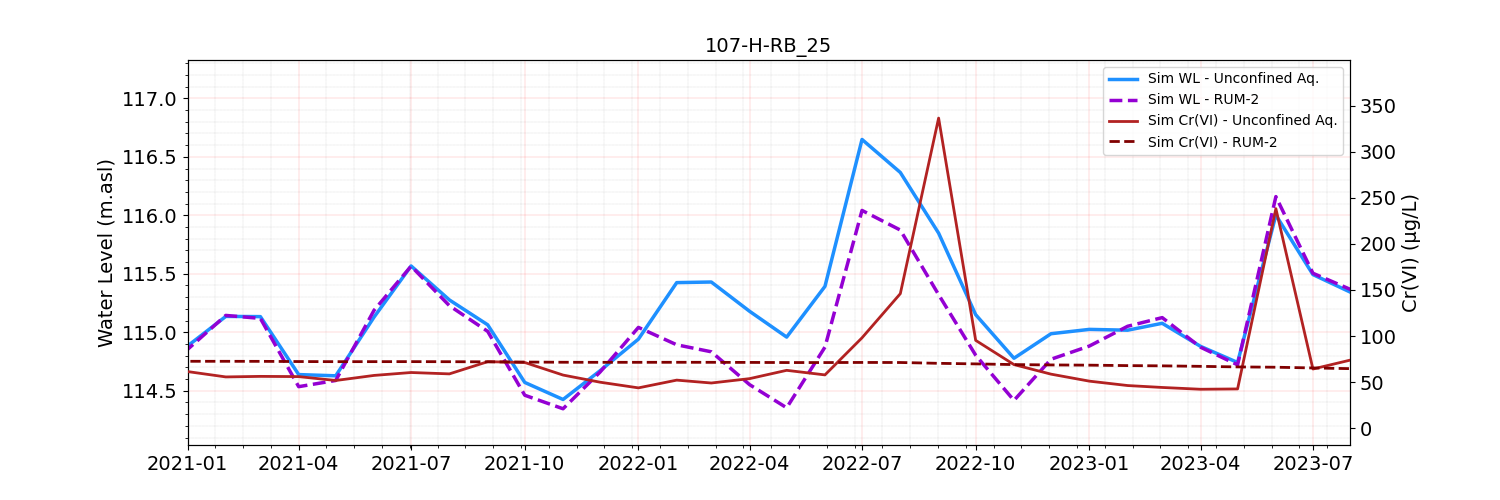 107-H-RB_25
Water Level (m.asl)
117.0
116.5
116.0
115.5
115.0
114.5
Sim WL - Unconfined Aq.
Sim WL - RUM-2
Sim Cr(VI) - Unconfined Aq.
Sim Cr(VI) - RUM-2
350
300
250
200
150
100
50
0
Cr(VI) (μg/L)
2021-01 2021-04 2021-07 2021-10 2022-01 2022-04 2022-07 2022-10 2023-01 2023-04 2023-07